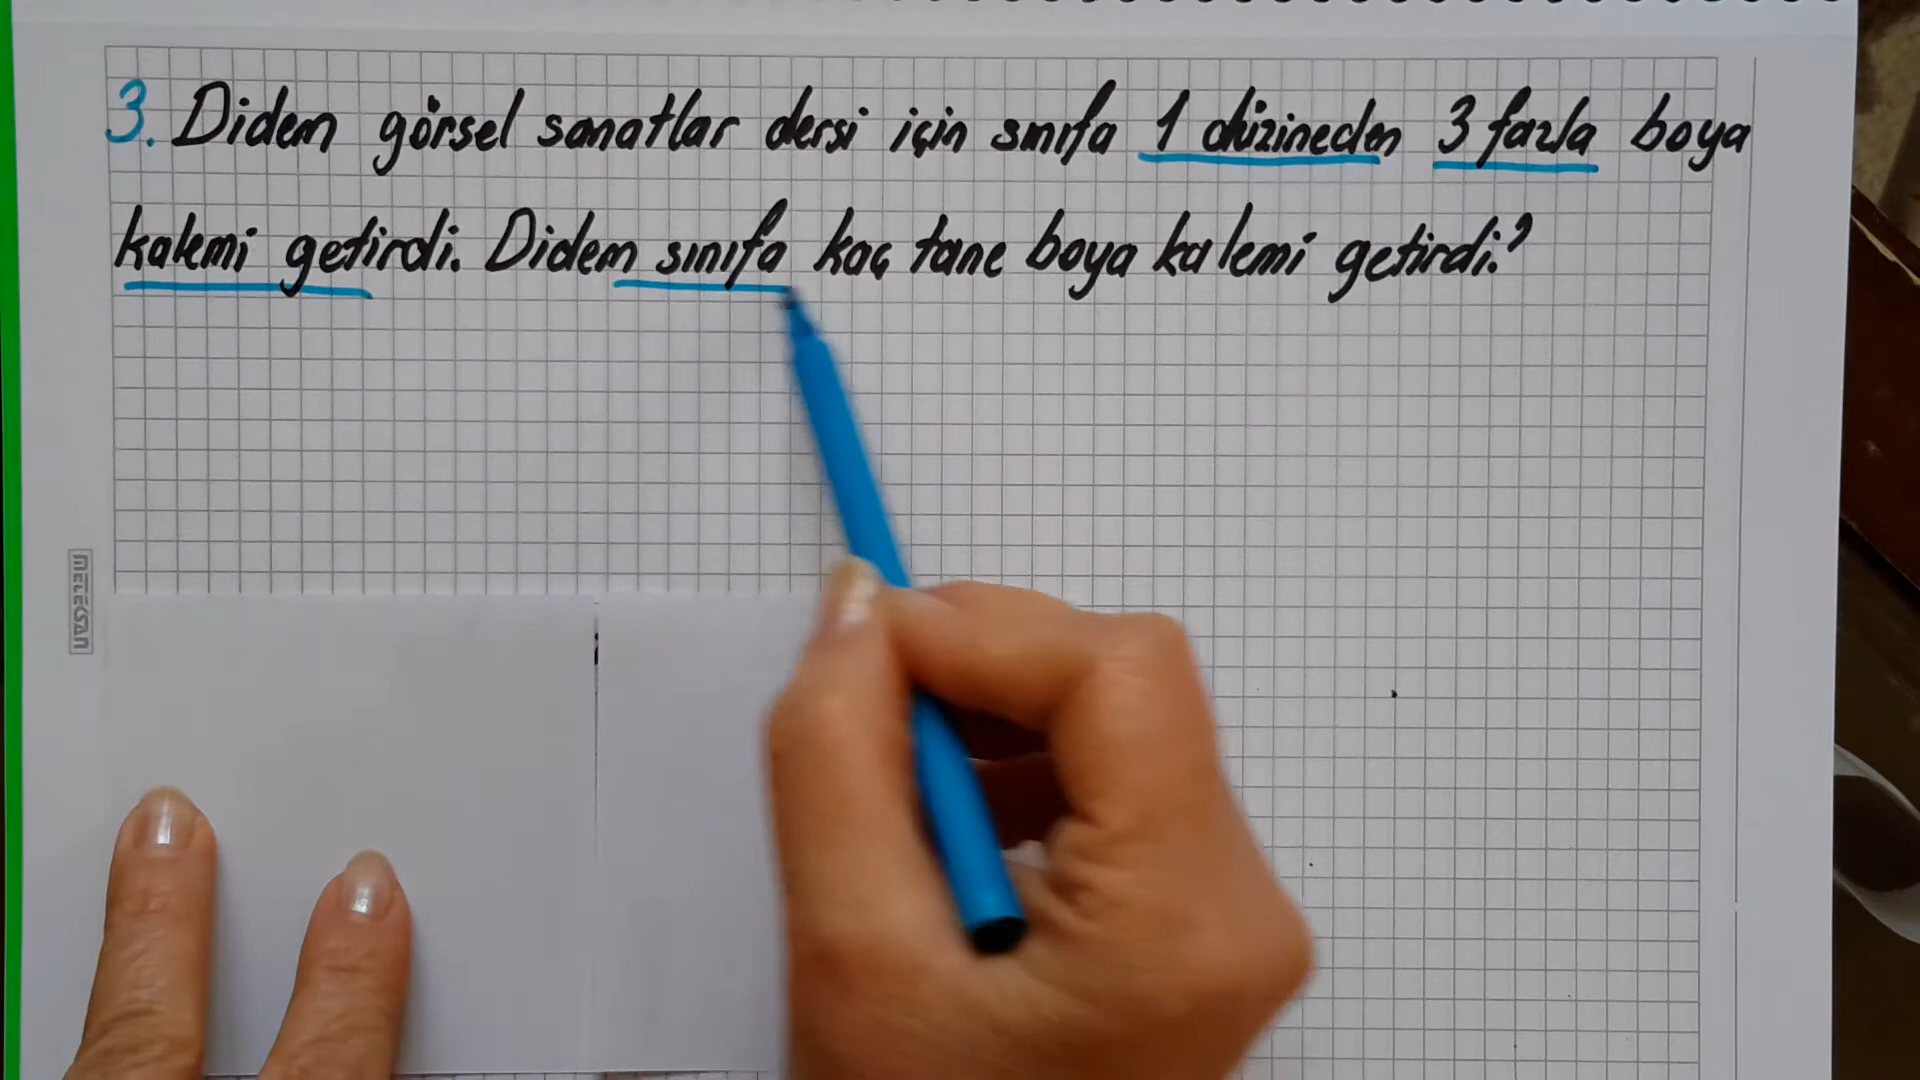 3. Didem görsel sanatlar dersi için sınıfa 1 düzineden 3 fazla boya
kalemi getirdi. Didem sınıfa kaç tane boya kalemi getirdi?
METEKSAN